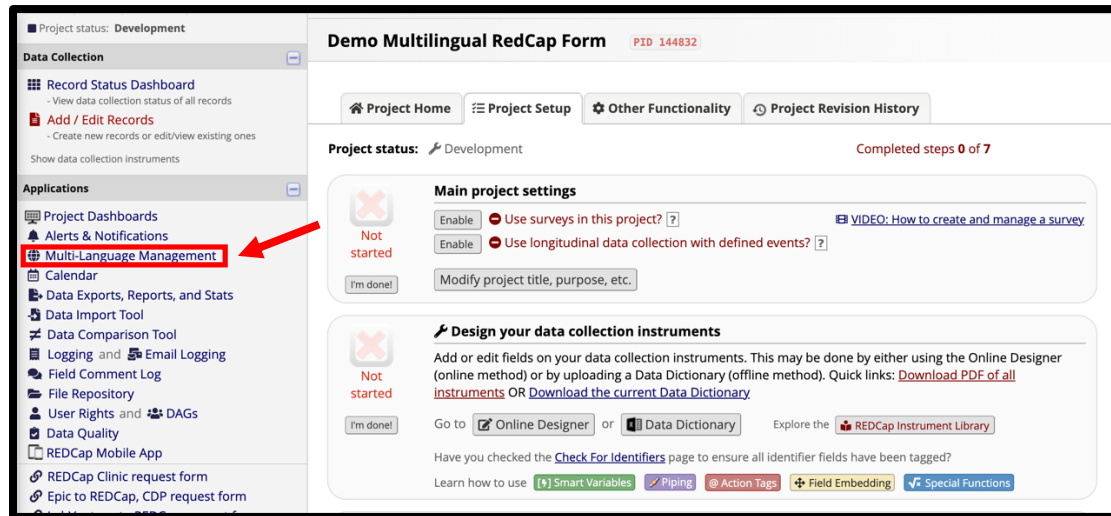 Project status: Development
Data Collection
Record Status Dashboard
- View data collection status of all records
Add / Edit Records
- Create new records or edit/view existing ones
Show data collection instruments
Applications
Project Dashboards
Alerts & Notifications
Multi-Language Management
Calendar
Data Exports, Reports, and Stats
Data Import Tool
Data Comparison Tool
Logging and Email Logging
Field Comment Log
File Repository
User Rights and DAGs
Data Quality
REDCap Mobile App
REDCap Clinic request form
Epic to REDCap, CDP request form
Demo Multilingual RedCap Form PID 144832
Project Home Project Setup Other Functionality Project Revision History
Project status: Development Completed steps 0 of 7
Main project settings
Not started
I'm done!
Enable Use surveys in this project? ? VIDEO: How to create and manage a survey
Enable Use longitudinal data collection with defined events? ?
Modify project title, purpose, etc.
Design your data collection instruments
Not started
I'm done!
Add or edit fields on your data collection instruments. This may be done by either using the Online Designer
(online method) or by uploading a Data Dictionary (offline method). Quick links: Download PDF of all
instruments OR Download the current Data Dictionary
Go to Online Designer or Data Dictionary Explore the REDCap Instrument Library
Have you checked the Check For Identifiers page to ensure all identifier fields have been tagged?
Learn how to use Smart Variables Piping @ Action Tags Field Embedding Special Functions